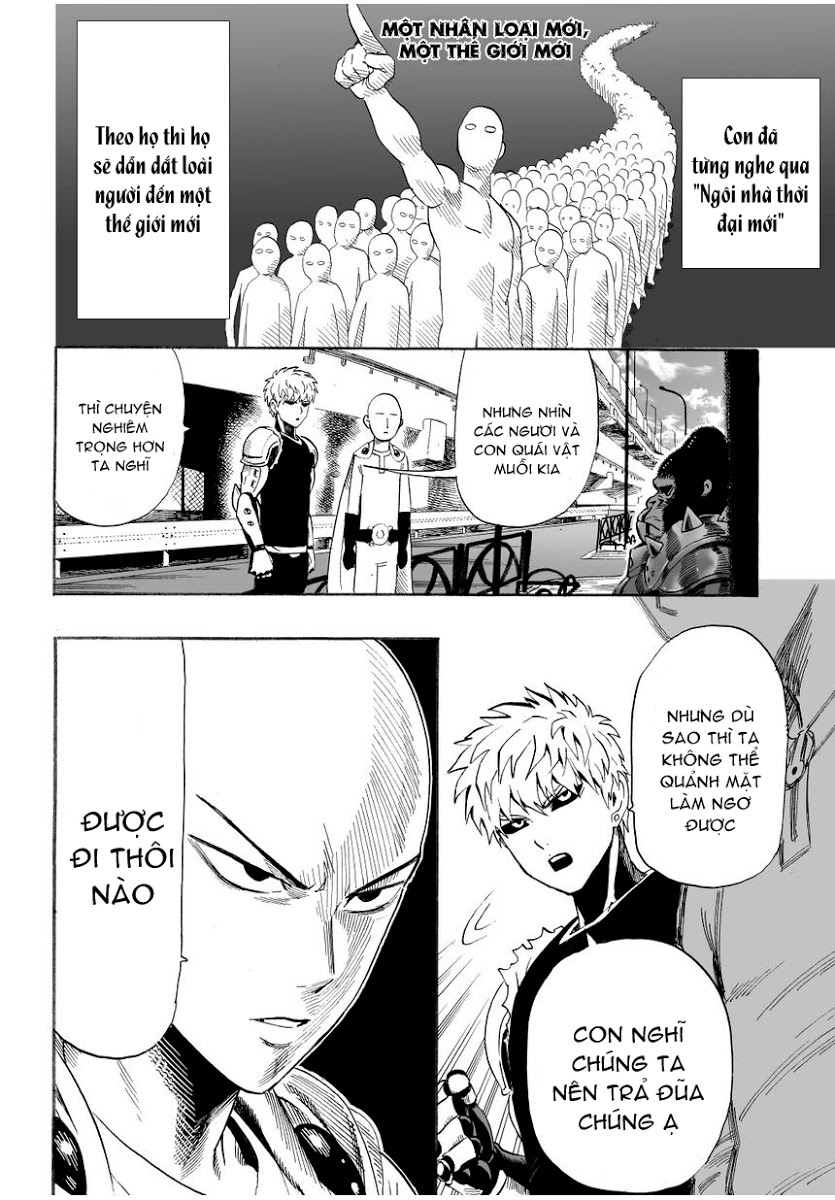 MỘT NHÂN LOẠI MỚI,
MỘT THẾ GIỚI MỚI
Con đã
từng nghe qua
"Ngôi nhà thời
đại mới"
Theo họ thì họ
sẽ dẫn dắt loài
người đến một
thế giới mới
NHƯNG NHÌN
CÁC NGƯƠI VÀ
CON QUÁI VẬT
MUỖI KIA
THÌ CHUYỆN
NGHIÊM
TRỌNG HƠN
TA NGHĨ
NHƯNG DÙ
SAO THÌ TA
KHÔNG THỂ
QUẢNH MẶT
LÀM NGƠ
ĐƯỢC
CON NGHĨ
CHÚNG TA
NÊN TRẢ ĐŨA
CHÚNG Ạ
ĐƯỢC
ĐI THÔI
NÀO